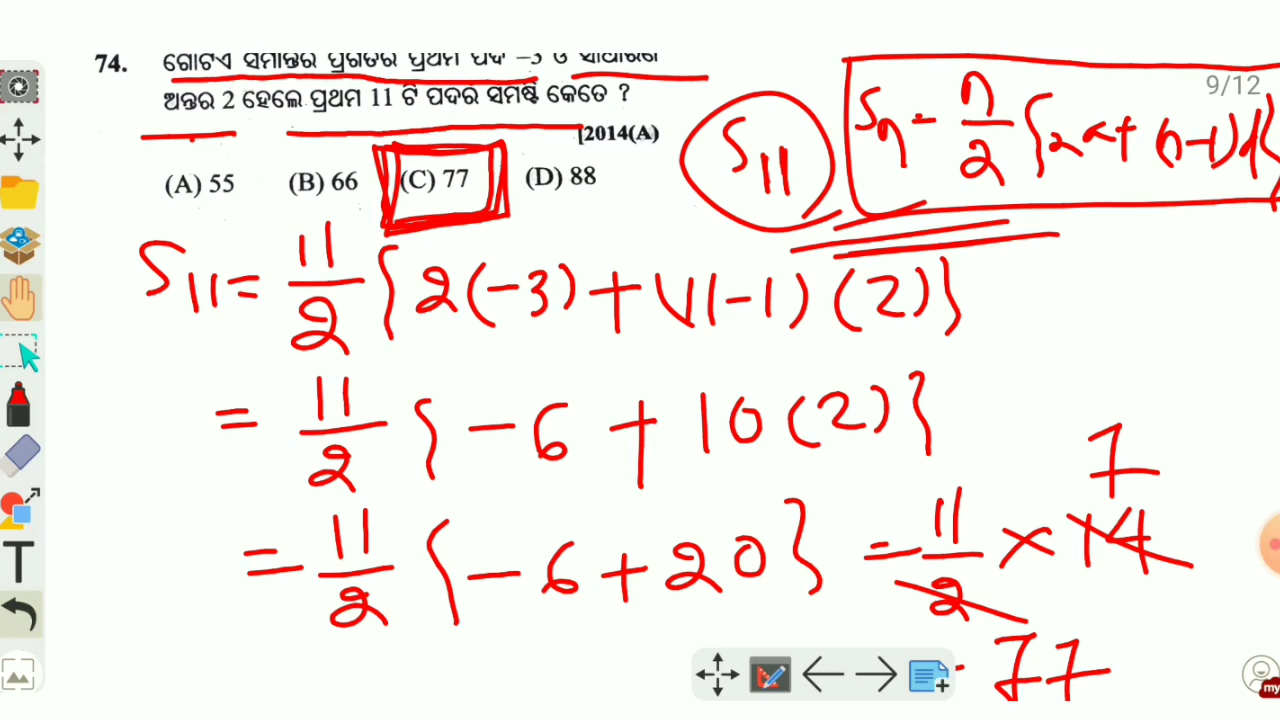 74. ଗୋଟଏ ସମାନ୍ତର ପ୍ରଗତିର ପ୍ରଥମ ପଦ –3 ଓ ସାଧାରଣ
ଅନ୍ତର 2 ହେଲେ ପ୍ରଥମ 11 ଟି ପଦର ସମଷ୍ଟି କେତେ ?
[2014(A)
(A) 55 (B) 66 (C) 77 (D) 88
S11
Sn = n/2 {2a + (n-1)d}
9/12
S11 = 11/2 {2(-3) + (11-1)(2)}
= 11/2 {-6 + 10(2)}
= 11/2 {-6 + 20} = 11/2 × 14
7
77
T
my